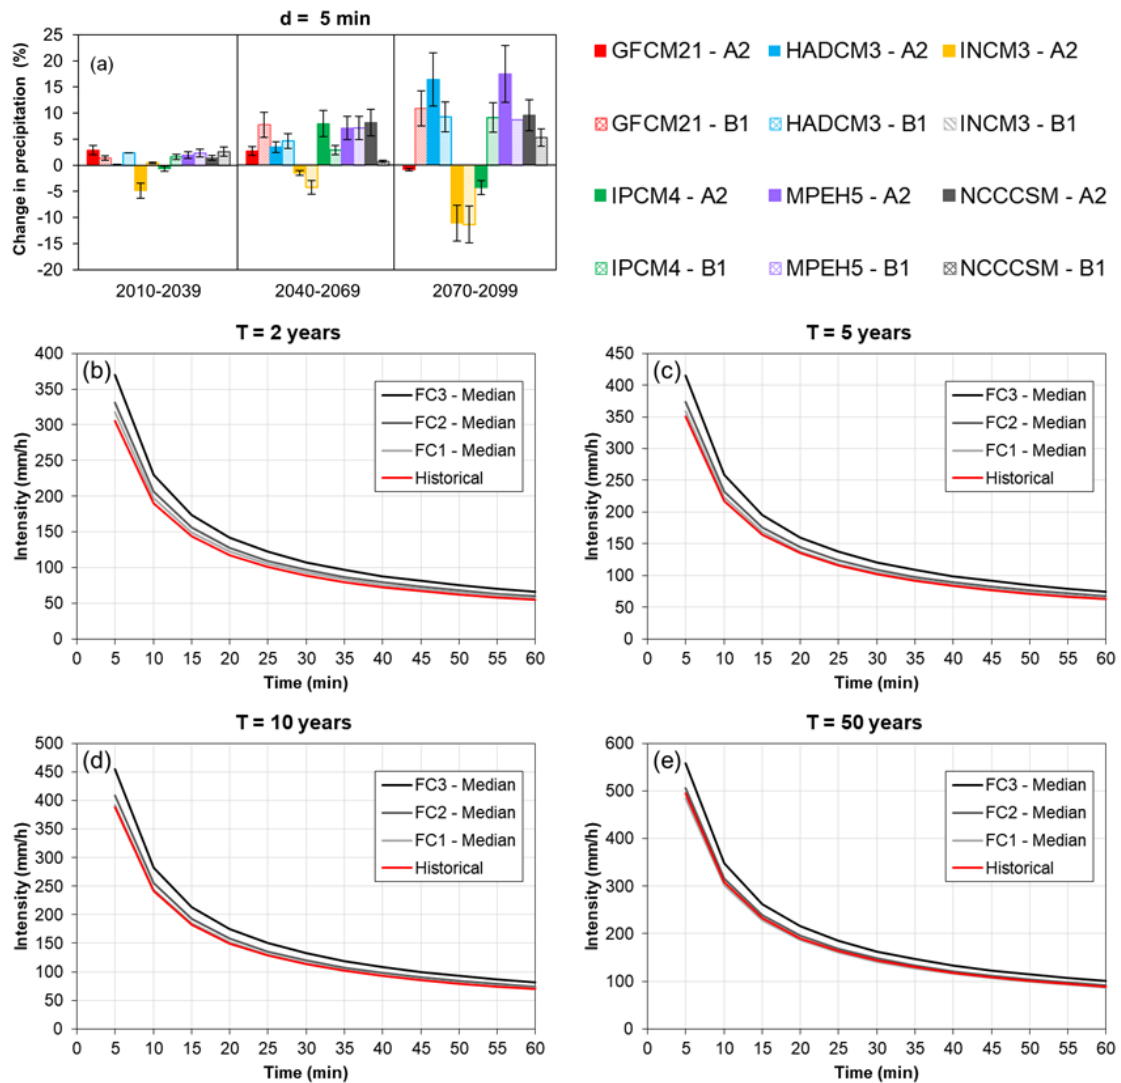 d = 5 min
(a)
Change in precipitation (%)
25
20
15
10
5
0
-5
-10
-15
-20
2010-2039 2040-2069 2070-2099
GFCM21 - A2 HADCM3 - A2 INCM3 - A2
GFCM21 - B1 HADCM3 - B1 INCM3 - B1
IPCM4 - A2 MPEH5 - A2 NCCCSM - A2
IPCM4 - B1 MPEH5 - B1 NCCCSM - B1
T = 2 years
(b)
Intensity (mm/h)
400
350
300
250
200
150
100
50
0
FC3 - Median
FC2 - Median
FC1 - Median
Historical
0 5 10 15 20 25 30 35 40 45 50 55 60
Time (min)
T = 5 years
(c)
Intensity (mm/h)
450
400
350
300
250
200
150
100
50
0
FC3 - Median
FC2 - Median
FC1 - Median
Historical
0 5 10 15 20 25 30 35 40 45 50 55 60
Time (min)
T = 10 years
(d)
Intensity (mm/h)
500
450
400
350
300
250
200
150
100
50
0
FC3 - Median
FC2 - Median
FC1 - Median
Historical
0 5 10 15 20 25 30 35 40 45 50 55 60
Time (min)
T = 50 years
(e)
Intensity (mm/h)
600
500
400
300
200
100
0
FC3 - Median
FC2 - Median
FC1 - Median
Historical
0 5 10 15 20 25 30 35 40 45 50 55 60
Time (min)